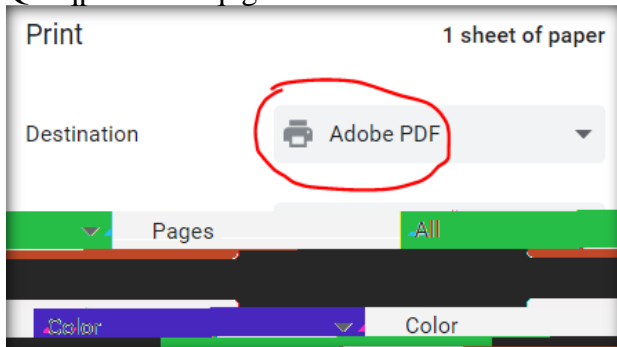 Print 1 sheet of paper
Destination Adobe PDF
Pages All
Color Color